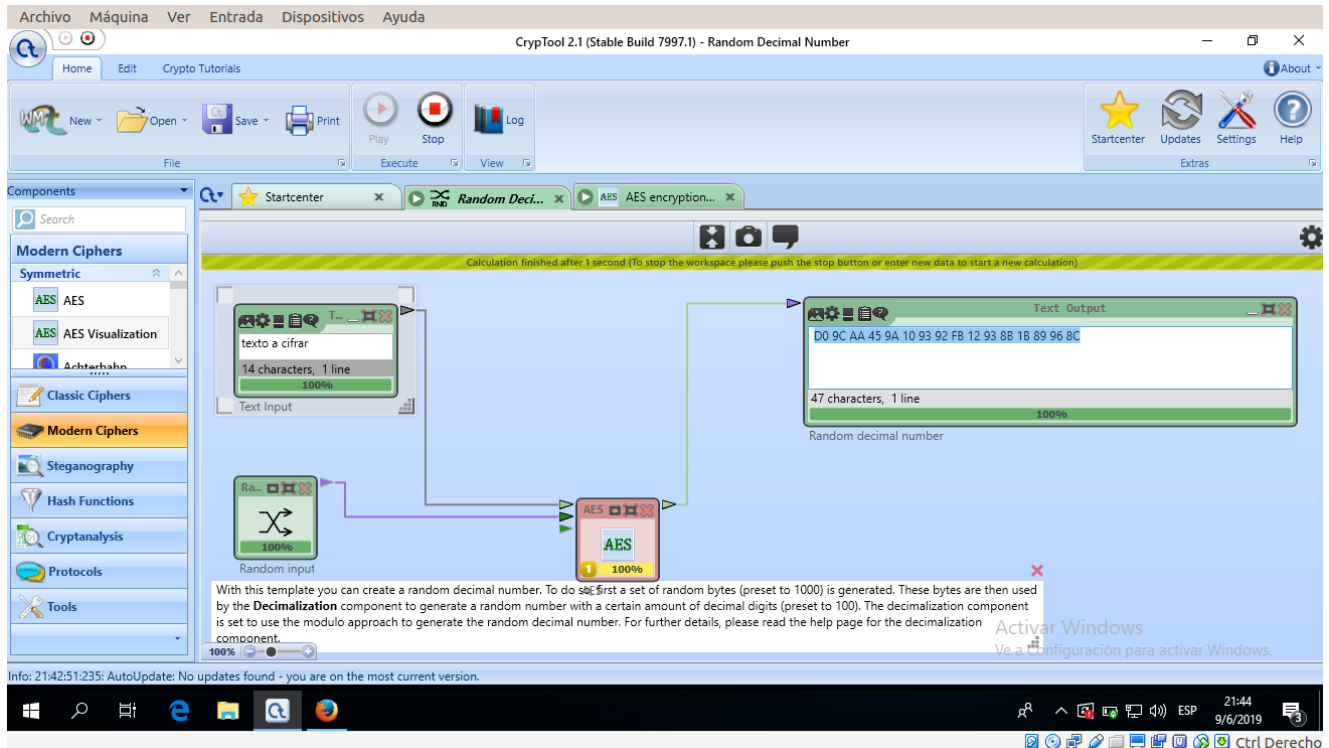 Archivo Máquina Ver Entrada Dispositivos Ayuda
CrypTool 2.1 (Stable Build 7997.1) - Random Decimal Number
Home Edit Crypto Tutorials About
New Open Save Print Play Stop Log Startcenter Updates Settings Help
File Execute View Extras
Components
Search
Modern Ciphers
Symmetric
AES AES
AES AES Visualization
Achterbahn
Classic Ciphers
Modern Ciphers
Steganography
Hash Functions
Cryptanalysis
Protocols
Tools
Startcenter RND Random Deci... AES AES encryption...
Calculation finished after 1 second (To stop the workspace please push the stop button or enter new data to start a new calculation)
T...
texto a cifrar
14 characters, 1 line
100%
Text Input
Text Output
D0 9C AA 45 9A 10 93 92 FB 12 93 8B 1B 89 96 8C
47 characters, 1 line
100%
Random decimal number
Ra...
100%
Random input
AES
AES
1 100%
AES
With this template you can create a random decimal number. To do so, first a set of random bytes (preset to 1000) is generated. These bytes are then used
by the Decimalization component to generate a random number with a certain amount of decimal digits (preset to 100). The decimalization component
is set to use the modulo approach to generate the random decimal number. For further details, please read the help page for the decimalization
component.
100%
Activar Windows
Ve a Configuración para activar Windows.
Info: 21:42:51:235: AutoUpdate: No updates found - you are on the most current version.
ESP
21:44
9/6/2019
3
Ctrl Derecho